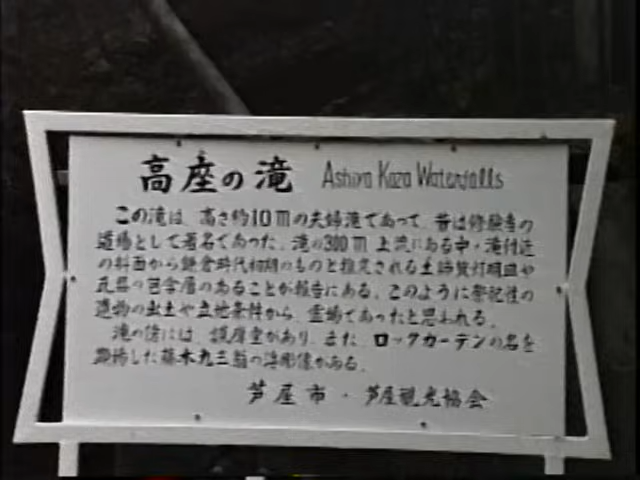 高座の滝 Ashiya Koza Waterfalls
この滝は、高さ約10mの夫婦滝であって、昔は修験者の
道場として著名であった。滝の300m上流にある中・滝付近
の斜面から鎌倉時代初期のものと推定される土師質灯明皿や
瓦器の包含層のあることが報告にある。このように祭祀性の
遺物の出土や立地条件から、霊場であったと思われる。
滝の傍には、護摩堂があり、また、ロックガーデンの名を
命した藤木九三翁の浮彫像がある。
芦屋市・芦屋観光協会